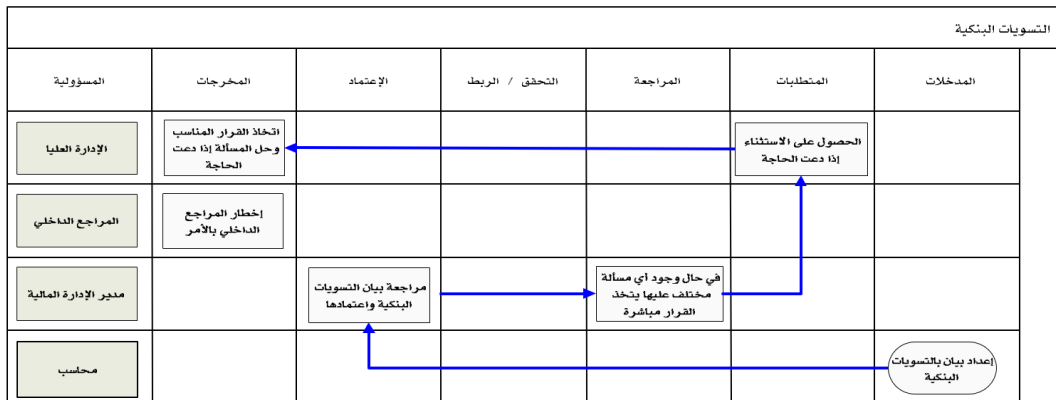 التسويات البنكية
المدخلات
المتطلبات
المراجعة
التحقق / الربط
الإعتماد
المخرجات
المسؤولية
الحصول على الاستثناء
إذا دعت الحاجة
اتخاذ القرار المناسب
وحل المسألة إذا دعت
الحاجة
الإدارة العليا
إخطار المراجع
الداخلي بالأمر
المراجع الداخلي
في حال وجود أي مسألة
مختلف عليها يتخذ
القرار مباشرة
مراجعة بيان التسويات
البنكية واعتمادها
مدير الإدارة المالية
إعداد بيان بالتسويات
البنكية
محاسب